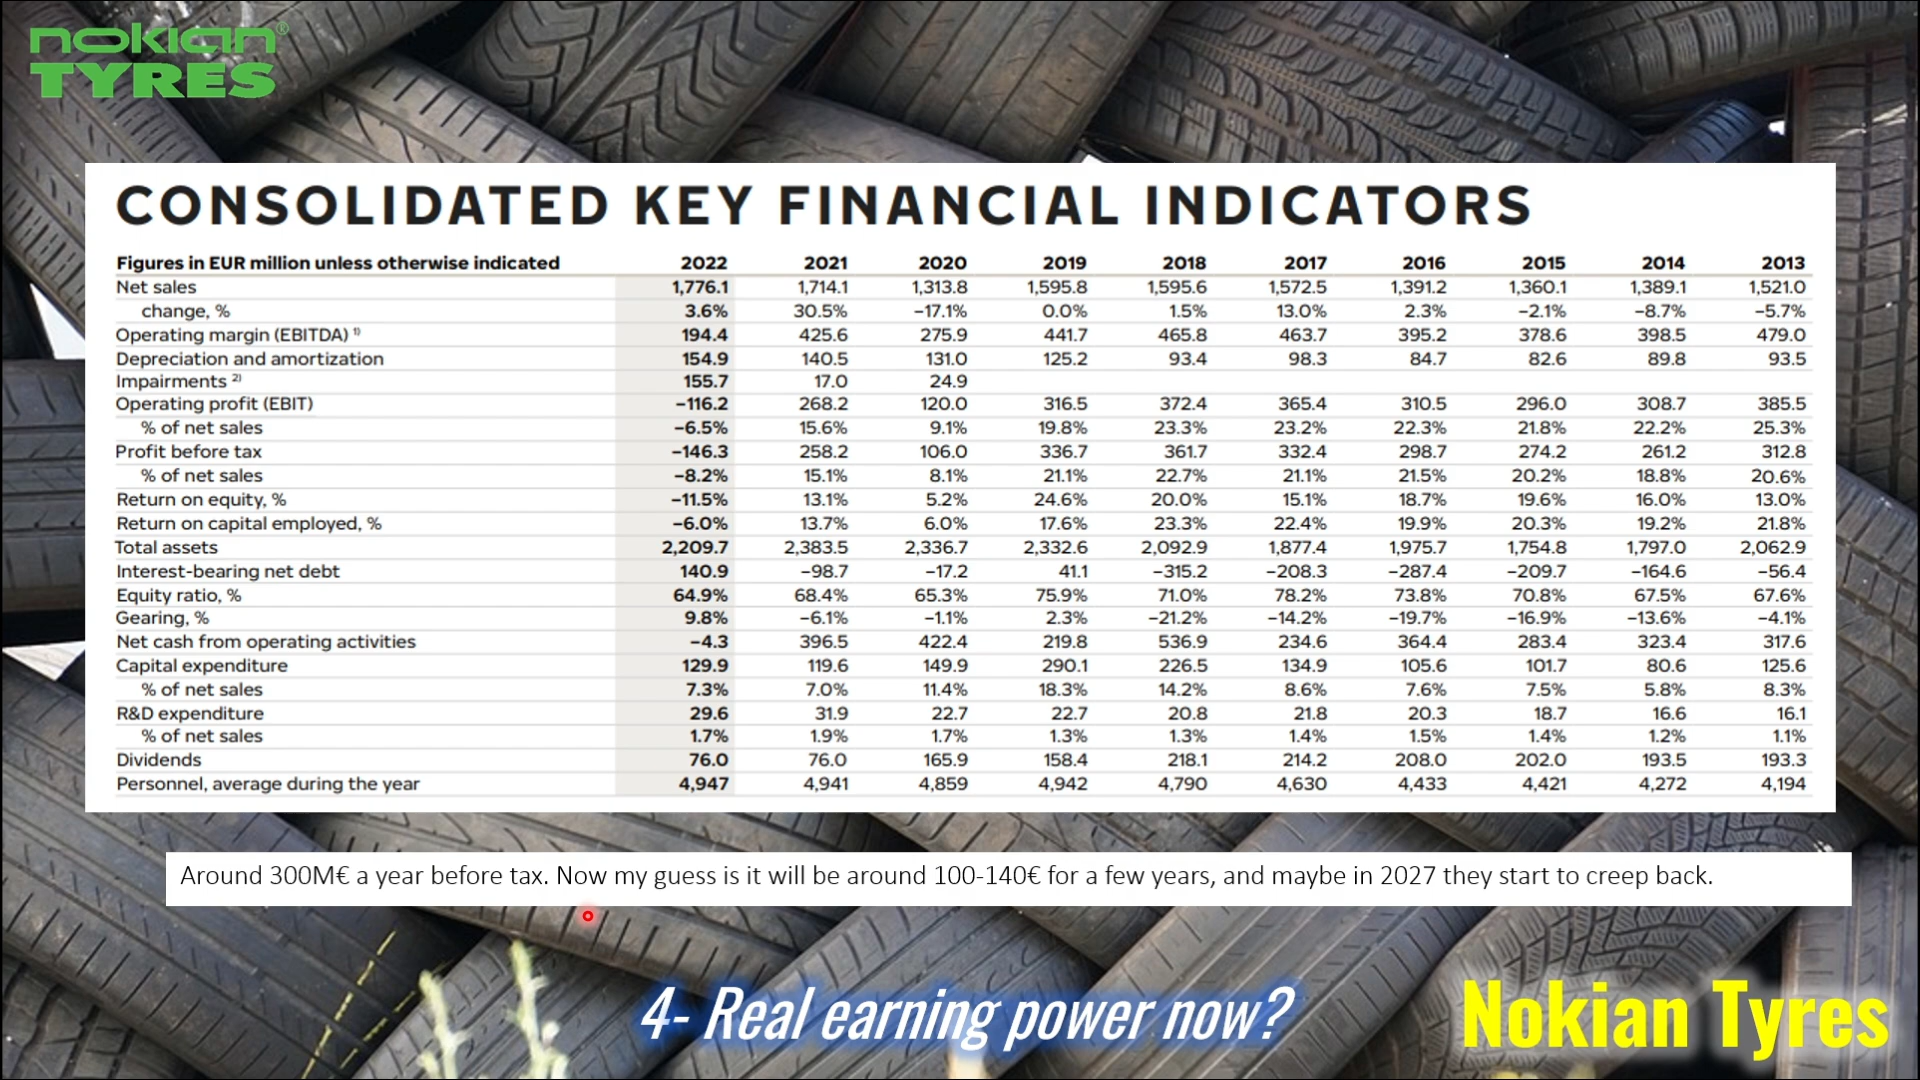 nokian®
TYRES
CONSOLIDATED KEY FINANCIAL INDICATORS
Figures in EUR million unless otherwise indicated 2022 2021 2020 2019 2018 2017 2016 2015 2014 2013
Net sales 1,776.1 1,714.1 1,313.8 1,595.8 1,595.6 1,572.5 1,391.2 1,360.1 1,389.1 1,521.0
change, % 3.6% 30.5% −17.1% 0.0% 1.5% 13.0% 2.3% −2.1% −8.7% −5.7%
Operating margin (EBITDA) ¹⁾ 194.4 425.6 275.9 441.7 465.8 463.7 395.2 378.6 398.5 479.0
Depreciation and amortization 154.9 140.5 131.0 125.2 93.4 98.3 84.7 82.6 89.8 93.5
Impairments ²⁾ 155.7 17.0 24.9
Operating profit (EBIT) −116.2 268.2 120.0 316.5 372.4 365.4 310.5 296.0 308.7 385.5
% of net sales −6.5% 15.6% 9.1% 19.8% 23.3% 23.2% 22.3% 21.8% 22.2% 25.3%
Profit before tax −146.3 258.2 106.0 336.7 361.7 332.4 298.7 274.2 261.2 312.8
% of net sales −8.2% 15.1% 8.1% 21.1% 22.7% 21.1% 21.5% 20.2% 18.8% 20.6%
Return on equity, % −11.5% 13.1% 5.2% 24.6% 20.0% 15.1% 18.7% 19.6% 16.0% 13.0%
Return on capital employed, % −6.0% 13.7% 6.0% 17.6% 23.3% 22.4% 19.9% 20.3% 19.2% 21.8%
Total assets 2,209.7 2,383.5 2,336.7 2,332.6 2,092.9 1,877.4 1,975.7 1,754.8 1,797.0 2,062.9
Interest-bearing net debt 140.9 −98.7 −17.2 41.1 −315.2 −208.3 −287.4 −209.7 −164.6 −56.4
Equity ratio, % 64.9% 68.4% 65.3% 75.9% 71.0% 78.2% 73.8% 70.8% 67.5% 67.6%
Gearing, % 9.8% −6.1% −1.1% 2.3% −21.2% −14.2% −19.7% −16.9% −13.6% −4.1%
Net cash from operating activities −4.3 396.5 422.4 219.8 536.9 234.6 364.4 283.4 323.4 317.6
Capital expenditure 129.9 119.6 149.9 290.1 226.5 134.9 105.6 101.7 80.6 125.6
% of net sales 7.3% 7.0% 11.4% 18.3% 14.2% 8.6% 7.6% 7.5% 5.8% 8.3%
R&D expenditure 29.6 31.9 22.7 22.7 20.8 21.8 20.3 18.7 16.6 16.1
% of net sales 1.7% 1.9% 1.7% 1.3% 1.3% 1.4% 1.5% 1.4% 1.2% 1.1%
Dividends 76.0 76.0 165.9 158.4 218.1 214.2 208.0 202.0 193.5 193.3
Personnel, average during the year 4,947 4,941 4,859 4,942 4,790 4,630 4,433 4,421 4,272 4,194
Around 300M€ a year before tax. Now my guess is it will be around 100-140€ for a few years, and maybe in 2027 they start to creep back.
4- Real earning power now?
Nokian Tyres